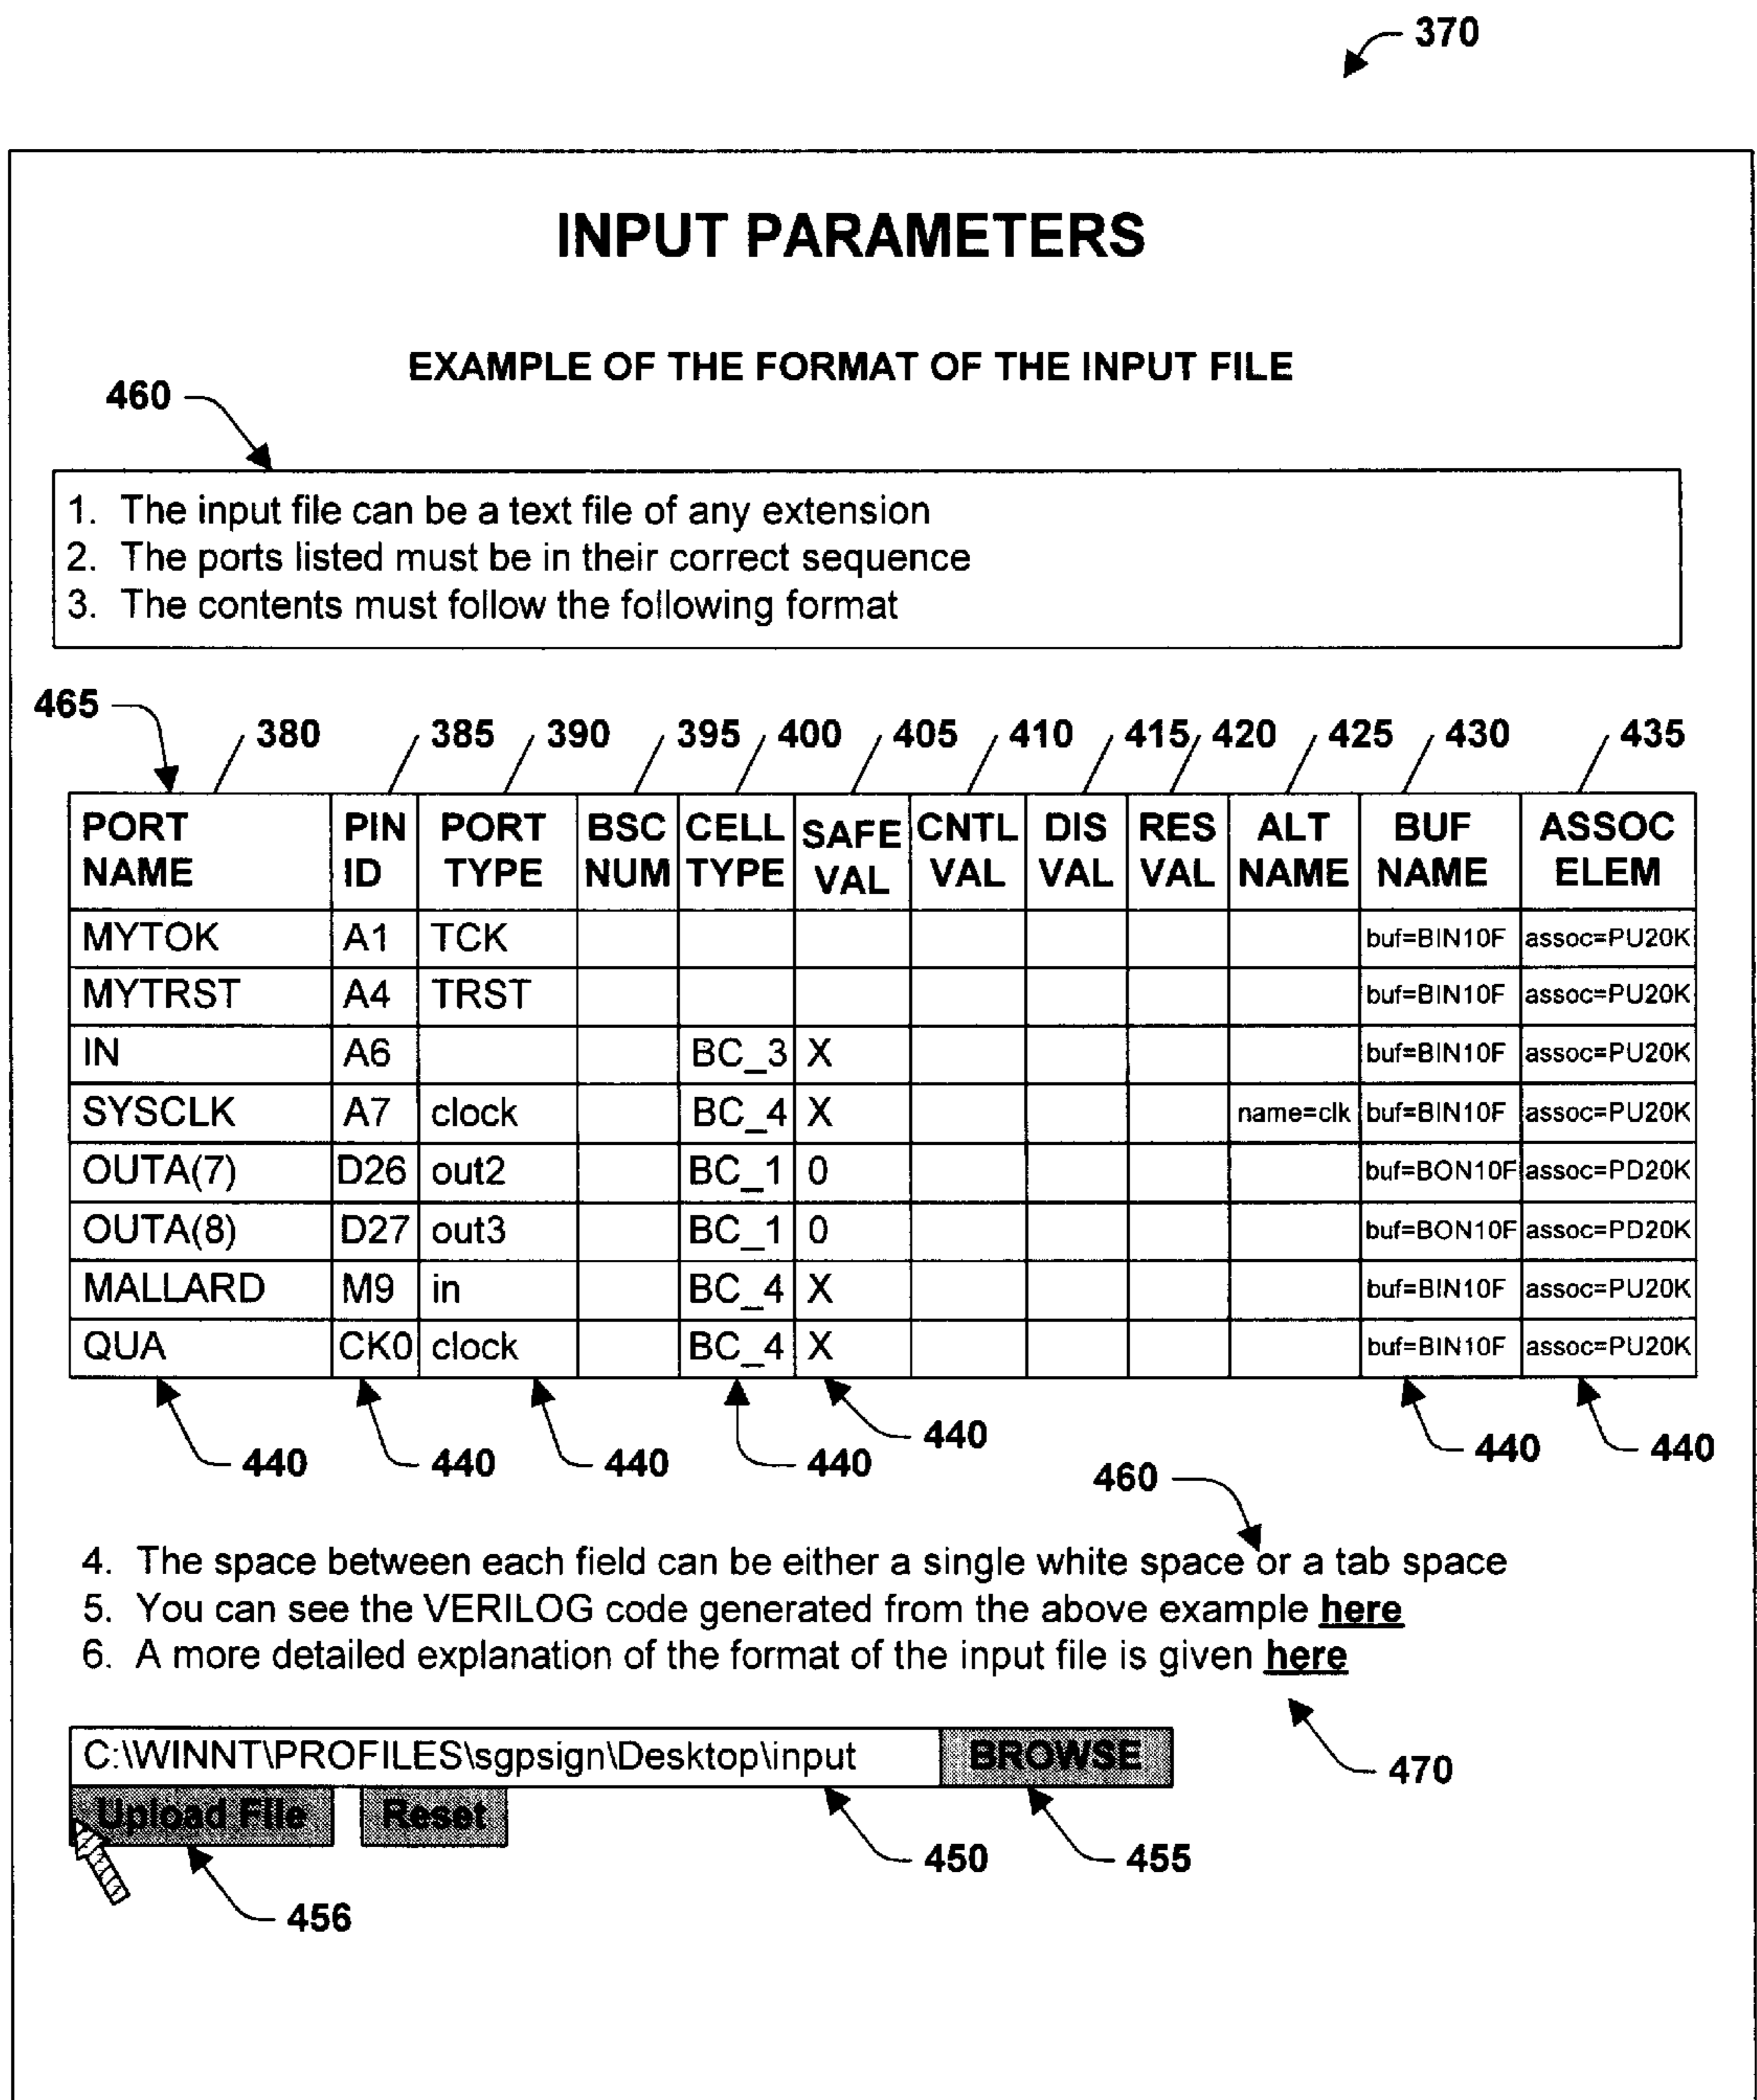 370
INPUT PARAMETERS
EXAMPLE OF THE FORMAT OF THE INPUT FILE
460
1. The input file can be a text file of any extension
2. The ports listed must be in their correct sequence
3. The contents must follow the following format
465 380 385 390 395 400 405 410 415 420 425 430 435
PORT NAME PIN ID PORT TYPE BSC NUM CELL TYPE SAFE VAL CNTL VAL DIS VAL RES VAL ALT NAME BUF NAME ASSOC ELEM
MYTOK A1 TCK buf=BIN10F assoc=PU20K
MYTRST A4 TRST buf=BIN10F assoc=PU20K
IN A6 BC_3 X buf=BIN10F assoc=PU20K
SYSCLK A7 clock BC_4 X name=clk buf=BIN10F assoc=PU20K
OUTA(7) D26 out2 BC_1 0 buf=BON10F assoc=PD20K
OUTA(8) D27 out3 BC_1 0 buf=BON10F assoc=PD20K
MALLARD M9 in BC_4 X buf=BIN10F assoc=PU20K
QUA CK0 clock BC_4 X buf=BIN10F assoc=PU20K
440 440 440 440 440 440 440
460
4. The space between each field can be either a single white space or a tab space
5. You can see the VERILOG code generated from the above example here
6. A more detailed explanation of the format of the input file is given here
470
C:\WINNT\PROFILES\sgpsign\Desktop\input BROWSE
Upload File Reset
450 455
456